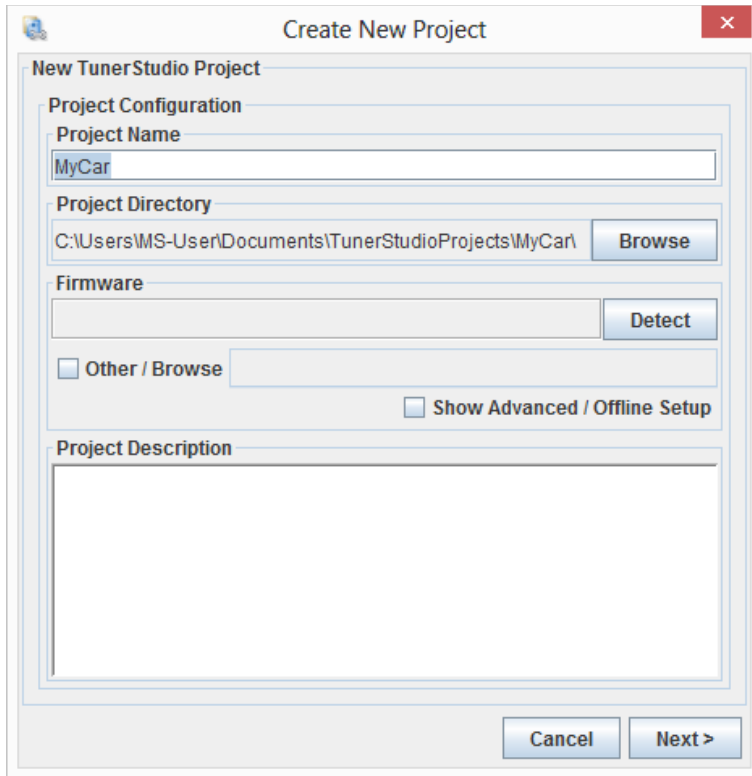 Create New Project
New TunerStudio Project
Project Configuration
Project Name
MyCar
Project Directory
C:\Users\MS-User\Documents\TunerStudioProjects\MyCar\ Browse
Firmware
Detect
Other / Browse
Show Advanced / Offline Setup
Project Description
Cancel Next >